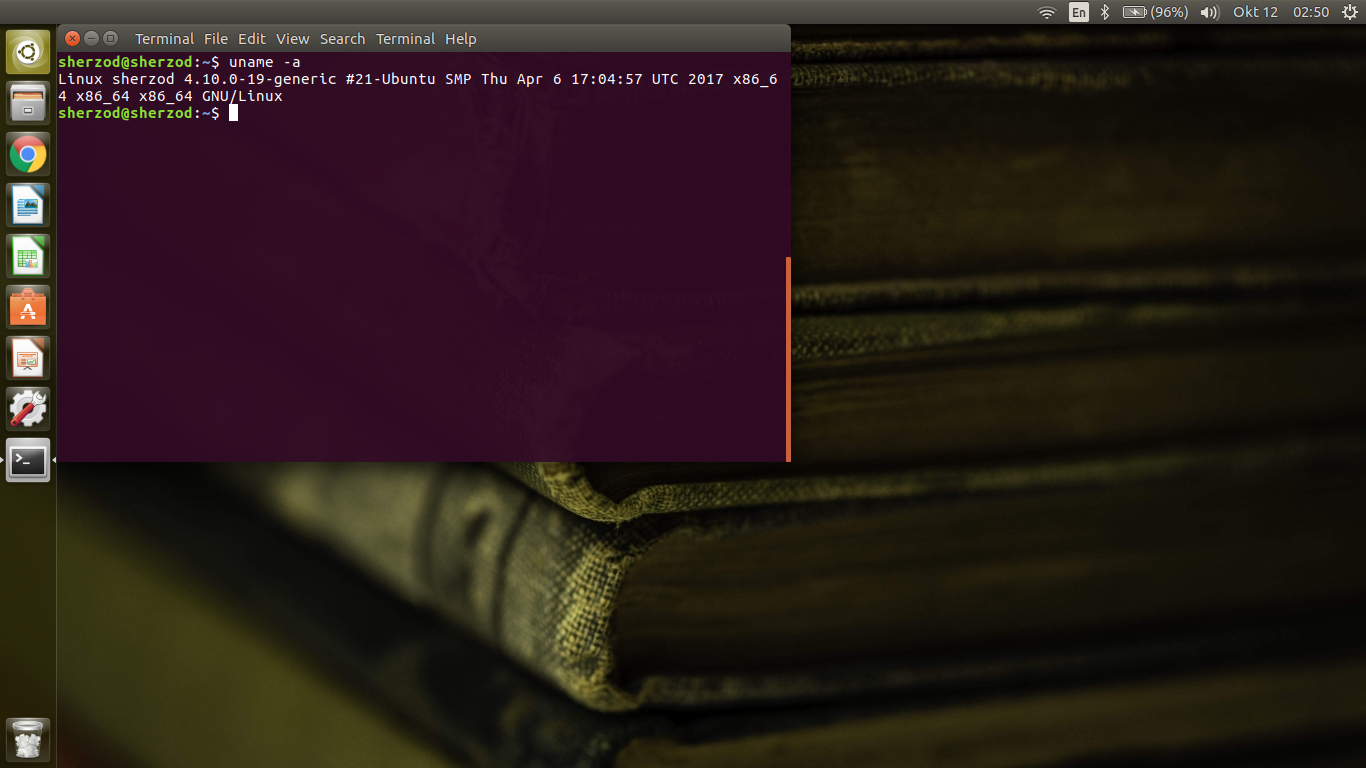 En (96%) Okt 12 02:50
Terminal File Edit View Search Terminal Help
sherzod@sherzod:~$ uname -a
Linux sherzod 4.10.0-19-generic #21-Ubuntu SMP Thu Apr 6 17:04:57 UTC 2017 x86_6
4 x86_64 x86_64 GNU/Linux
sherzod@sherzod:~$